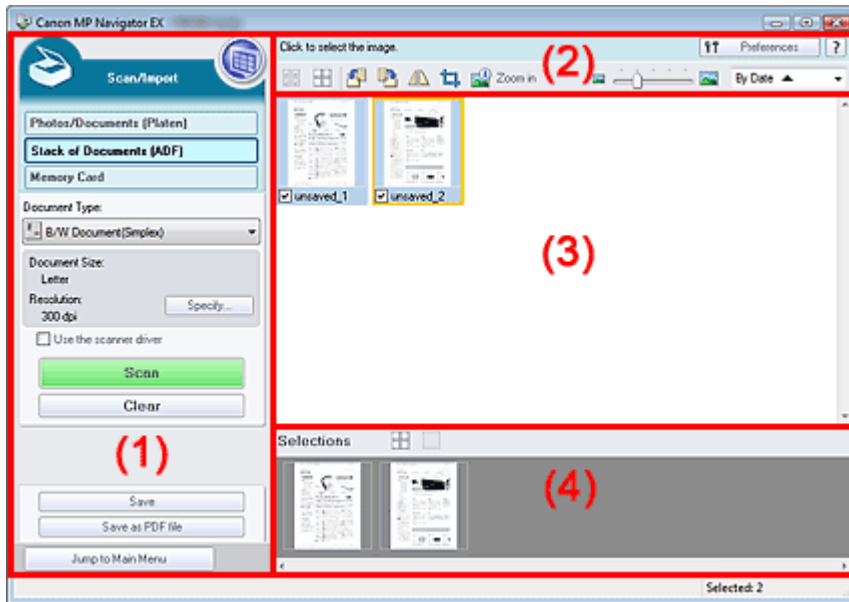 Canon MP Navigator EX
Scan/Import
Photos/Documents (Platen)
Stack of Documents (ADF)
Memory Card
Document Type:
B/W Document(Simplex)
Document Size:
Letter
Resolution:
300 dpi
Specify...
Use the scanner driver
Scan
Clear
(1)
Save
Save as PDF file
Jump to Main Menu
Click to select the image.
Preferences
?
(2)
Zoom in
By Date
unsaved_1
unsaved_2
(3)
Selections
(4)
Selected: 2